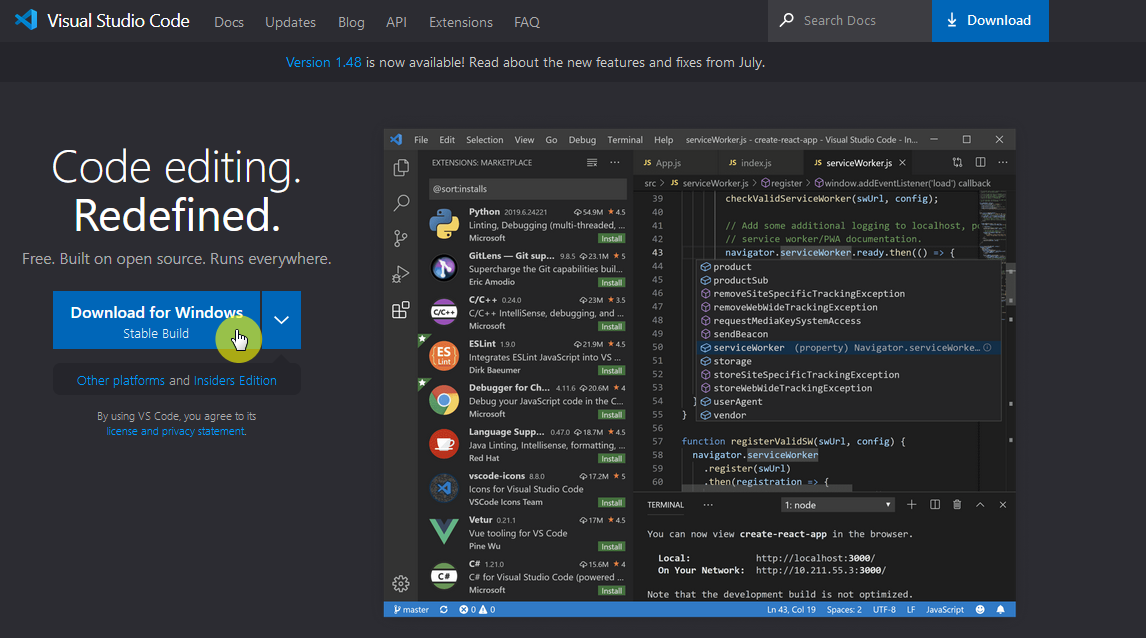 Visual Studio Code Docs Updates Blog API Extensions FAQ Search Docs Download
Version 1.48 is now available! Read about the new features and fixes from July.
Code editing.
Redefined.
Free. Built on open source. Runs everywhere.
Download for Windows
Stable Build
Other platforms and Insiders Edition
By using VS Code, you agree to its
license and privacy statement.
File Edit Selection View Go Debug Terminal Help serviceWorker.js - create-react-app - Visual Studio Code - In...
EXTENSIONS: MARKETPLACE
@sort:installs
Python 2019.6.24221 54.9M 4.5
Linting, Debugging (multi-threaded, ...
Microsoft Install
GitLens — Git sup... 9.8.5 23.1M 5
Supercharge the Git capabilities buil...
Eric Amodio Install
C/C++
C/C++ 0.24.0 23M 3.5
C/C++ IntelliSense, debugging, and ...
Microsoft Install
ES
Lint
ESLint 1.9.0 21.9M 4.5
Integrates ESLint JavaScript into VS ...
Dirk Baeumer Install
Debugger for Ch... 4.11.6 20.6M 4
Debug your JavaScript code in the C...
Microsoft Install
Language Supp... 0.47.0 18.7M 4.5
Java Linting, Intellisense, formatting, ...
Red Hat Install
vscode-icons 8.8.0 17.2M 5
Icons for Visual Studio Code
VSCode Icons Team Install
Vetur 0.21.1 17M 4.5
Vue tooling for VS Code
Pine Wu Install
C#
C# 1.21.0 15.6M 4
C# for Visual Studio Code (powered ...
Microsoft Install
JS App.js JS index.js JS serviceWorker.js
src > JS serviceWorker.js > register > window.addEventListener('load') callback
39 checkValidServiceWorker(swUrl, config);
40
41 // Add some additional logging to localhost, po
42 // service worker/PWA documentation.
43 navigator.serviceWorker.ready.then(() => {
44 product
45 productSub
46 removeSiteSpecificTrackingException
47 removeWebWideTrackingException
48 requestMediaKeySystemAccess
49 sendBeacon
50 serviceWorker (property) Navigator.serviceWorke...
51 storage
52 storeSiteSpecificTrackingException
53 storeWebWideTrackingException
54 } userAgent
55 } vendor
56
57 function registerValidSW(swUrl, config) {
58 navigator.serviceWorker
59 .register(swUrl)
60 .then(registration => {
TERMINAL ... 1: node
You can now view create-react-app in the browser.
Local: http://localhost:3000/
On Your Network: http://10.211.55.3:3000/
Note that the development build is not optimized.
master 0 0 Ln 43, Col 19 Spaces: 2 UTF-8 LF JavaScript